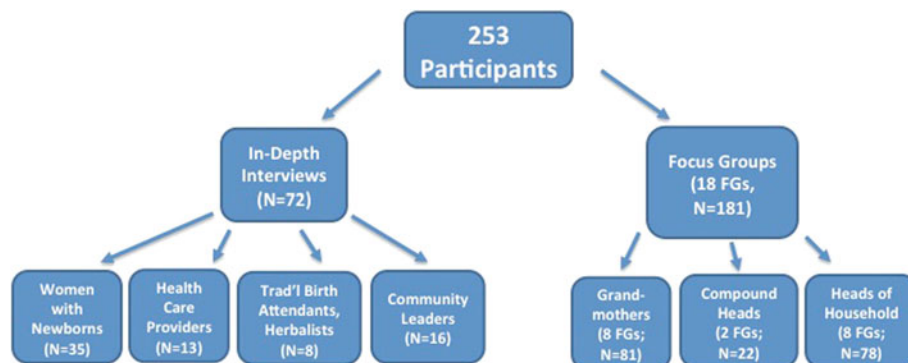 253
Participants
In-Depth
Interviews
(N=72)
Focus Groups
(18 FGs,
N=181)
Women
with
Newborns
(N=35)
Health
Care
Providers
(N=13)
Trad'l Birth
Attendants,
Herbalists
(N=8)
Community
Leaders
(N=16)
Grand-
mothers
(8 FGs;
N=81)
Compound
Heads
(2 FGs;
N=22)
Heads of
Household
(8 FGs;
N=78)